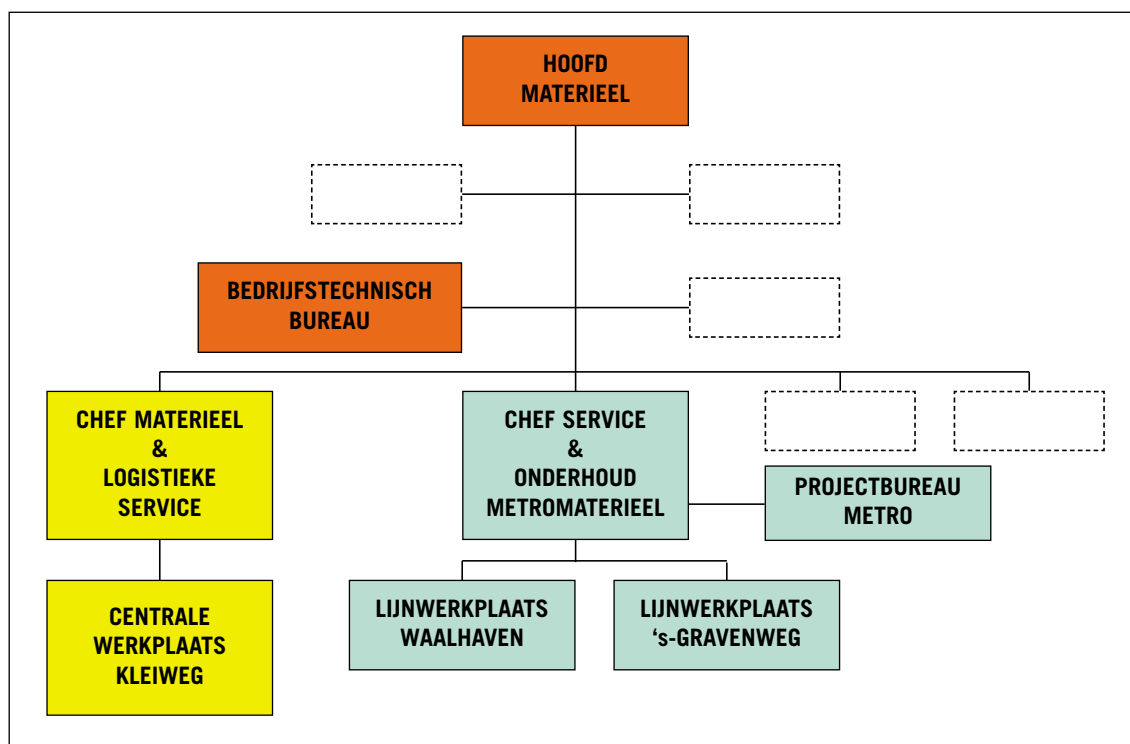 HOOFD
MATERIEEL
BEDRIJFSTECHNISCH
BUREAU
CHEF MATERIEEL
&
LOGISTIEKE
SERVICE
CHEF SERVICE
&
ONDERHOUD
METROMATERIEEL
PROJECTBUREAU
METRO
CENTRALE
WERKPLAATS
KLEIWEG
LIJNWERKPLAATS
WAALHAVEN
LIJNWERKPLAATS
‘s-GRAVENWEG